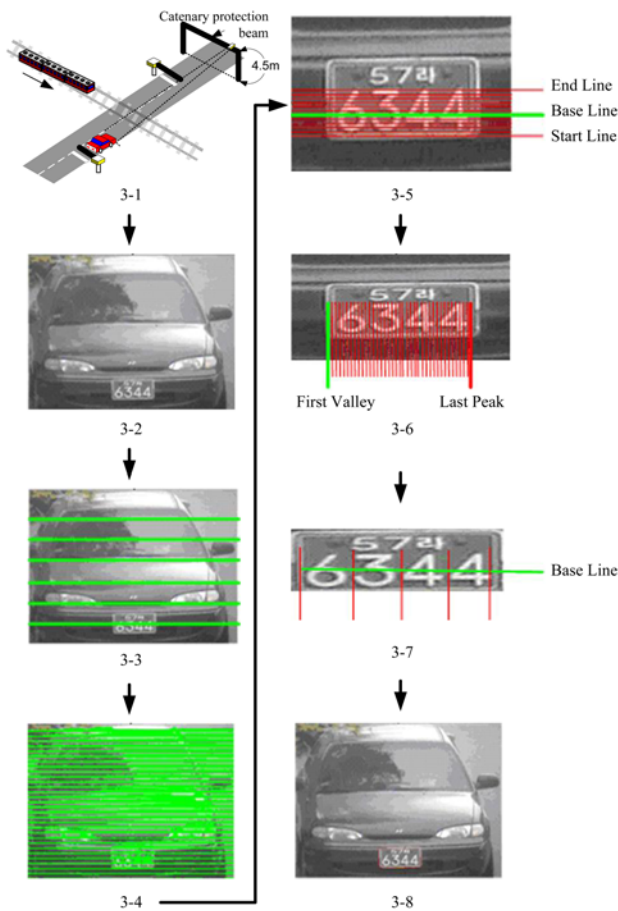 Catenary protection
beam
4.5m
3-1
6344
3-2
6344
3-3
6344
3-4
57라
6344
End Line
Base Line
Start Line
3-5
57라
6344
First Valley
Last Peak
3-6
57라
6344
Base Line
3-7
6344
3-8